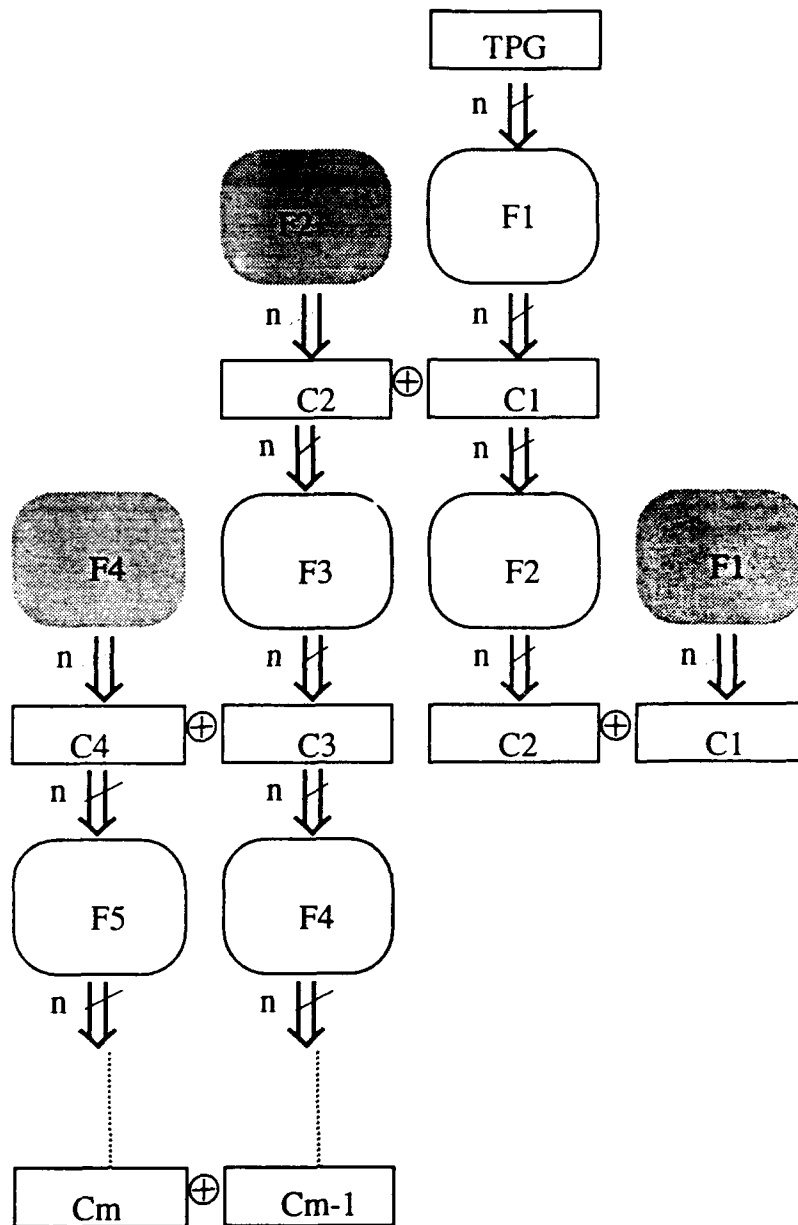 TPG
n
F2 F1
n n
C2 ⊕ C1
n n
F4 F3 F2 F1
n n n n
C4 ⊕ C3 C2 ⊕ C1
n n
F5 F4
n n
Cm ⊕ Cm-1